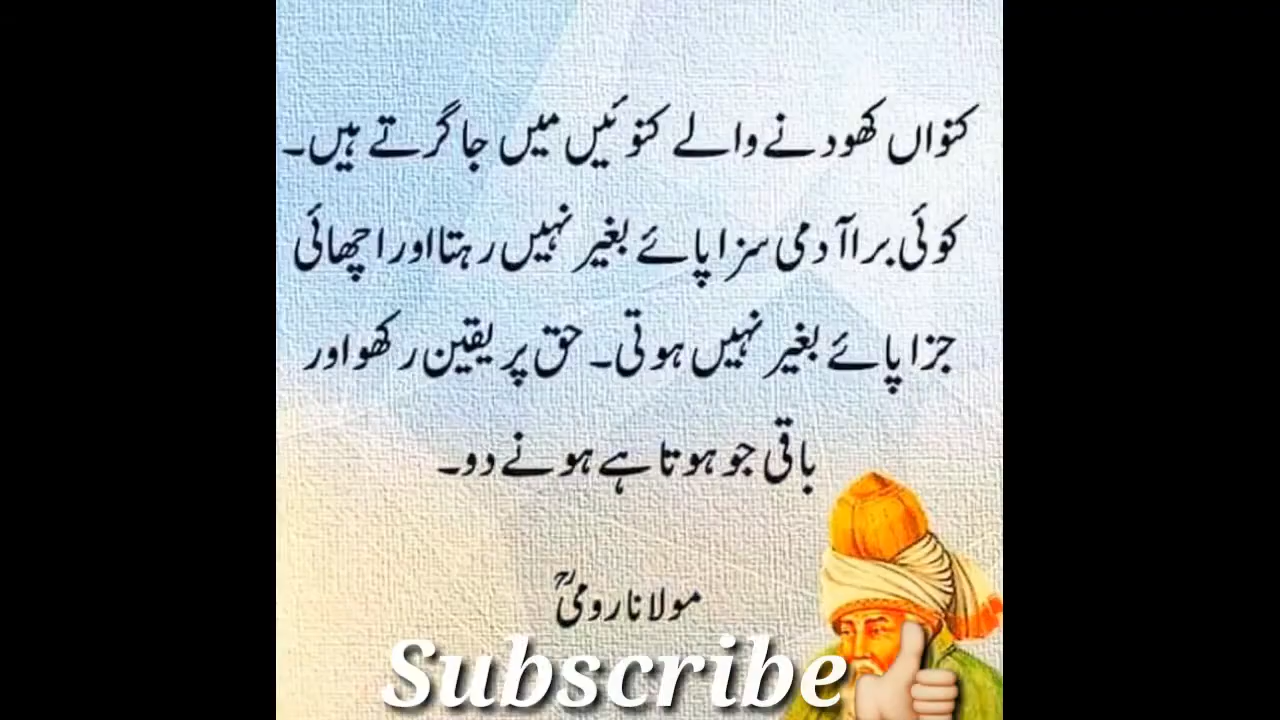 کنواں کھودنے والے کنوئیں میں جا گرتے ہیں۔
کوئی برا آدمی سزا پائے بغیر نہیں رہتا اور اچھائی
جزا پائے بغیر نہیں ہوتی۔ حق پر یقین رکھو اور
باقی جو ہوتا ہے ہونے دو۔
مولانا رومیؒ
Subscribe